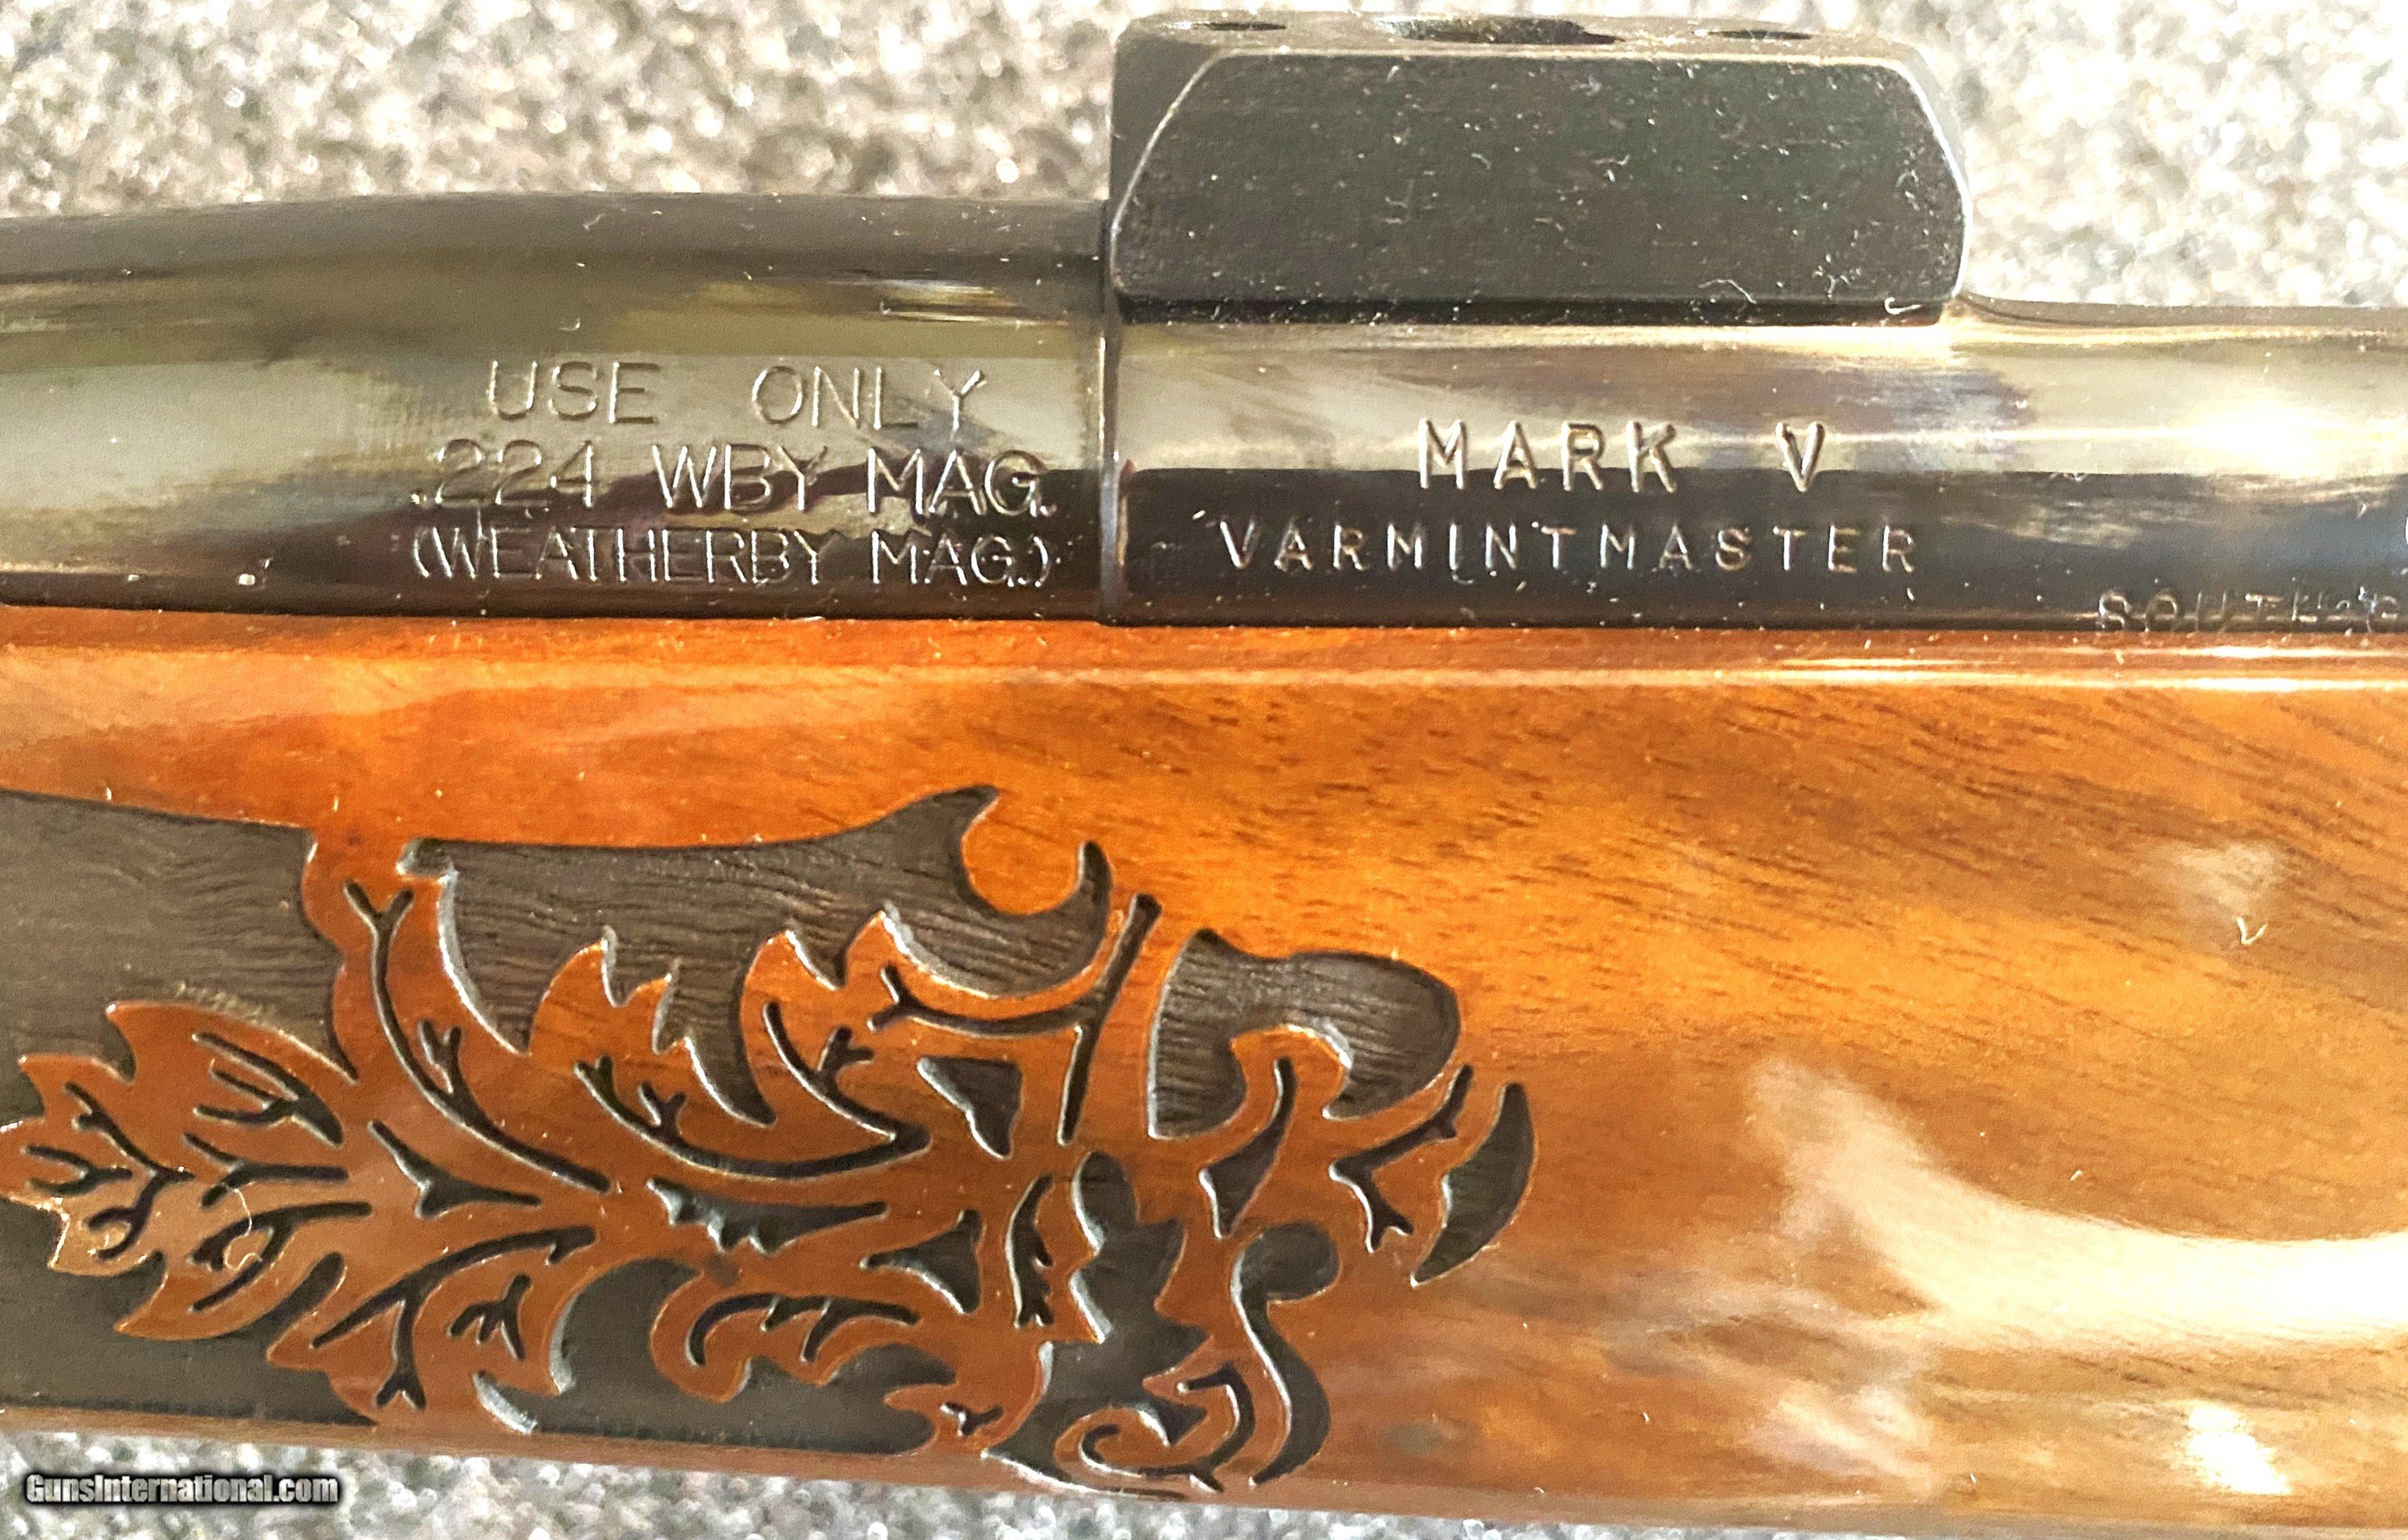 USE ONLY
.224 WBY MAG.
(WEATHERBY MAG.)
MARK V
VARMINTMASTER
GunsInternational.com